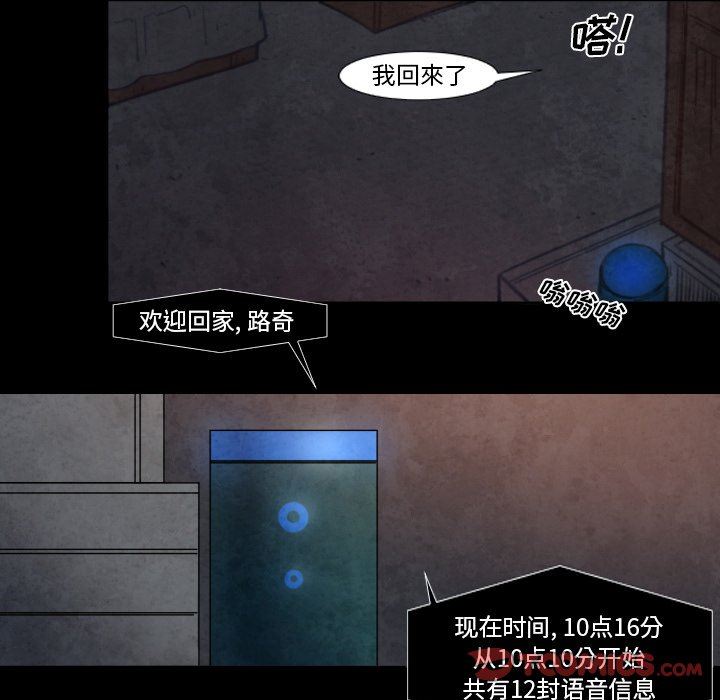 嗒!
我回來了
嗡嗡嗡
欢迎回家, 路奇
现在时间, 10点16分
从10点10分开始
共有12封语音信息
TCOMICS.COM